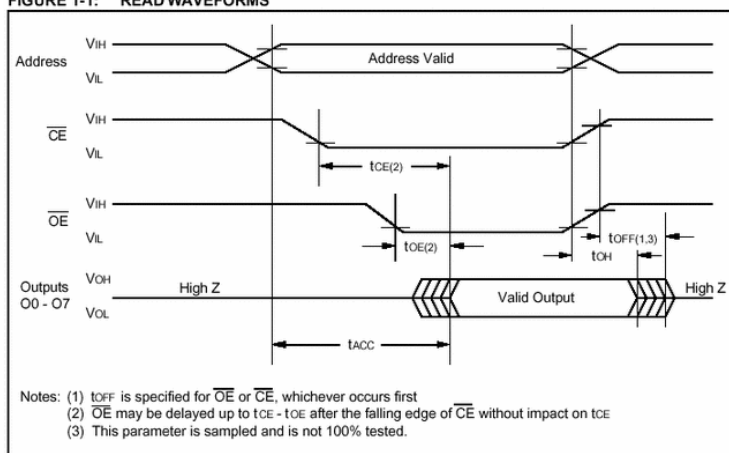 FIGURE 1-1: READ WAVEFORMS
Address
VIH
VIL
Address Valid
CE
VIH
VIL
tCE(2)
OE
VIH
VIL
tOE(2)
tOFF(1,3)
tOH
Outputs
O0 - O7
VOH
VOL
High Z
Valid Output
High Z
tACC
Notes: (1) tOFF is specified for OE or CE, whichever occurs first
(2) OE may be delayed up to tCE - tOE after the falling edge of CE without impact on tCE
(3) This parameter is sampled and is not 100% tested.